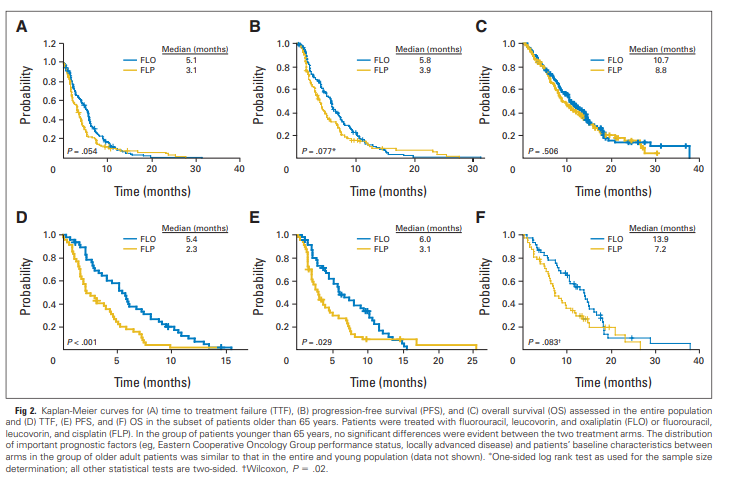 A
Median (months)
FLO 5.1
FLP 3.1
Probability
1.2
1.0
0.8
0.6
0.4
0.2
0
P = .054
10 20 30 40
Time (months)
B
Median (months)
FLO 5.8
FLP 3.9
Probability
1.0
0.8
0.6
0.4
0.2
0
P = .077*
10 20 30
Time (months)
C
Median (months)
FLO 10.7
FLP 8.8
Probability
1.0
0.8
0.6
0.4
0.2
0
P = .506
10 20 30 40
Time (months)
D
Median (months)
FLO 5.4
FLP 2.3
Probability
1.0
0.8
0.6
0.4
0.2
0
P < .001
5 10 15
Time (months)
E
Median (months)
FLO 6.0
FLP 3.1
Probability
1.0
0.8
0.6
0.4
0.2
0
P = .029
5 10 15 20 25
Time (months)
F
Median (months)
FLO 13.9
FLP 7.2
Probability
1.0
0.8
0.6
0.4
0.2
0
P = .083†
10 20 30 40
Time (months)
Fig 2. Kaplan-Meier curves for (A) time to treatment failure (TTF), (B) progression-free survival (PFS), and (C) overall survival (OS) assessed in the entire population
and (D) TTF, (E) PFS, and (F) OS in the subset of patients older than 65 years. Patients were treated with fluorouracil, leucovorin, and oxaliplatin (FLO) or fluorouracil,
leucovorin, and cisplatin (FLP). In the group of patients younger than 65 years, no significant differences were evident between the two treatment arms. The distribution
of important prognostic factors (eg, Eastern Cooperative Oncology Group performance status, locally advanced disease) and patients' baseline characteristics between
arms in the group of older adult patients was similar to that in the entire and young population (data not shown). *One-sided log rank test as used for the sample size
determination; all other statistical tests are two-sided. †Wilcoxon, P = .02.